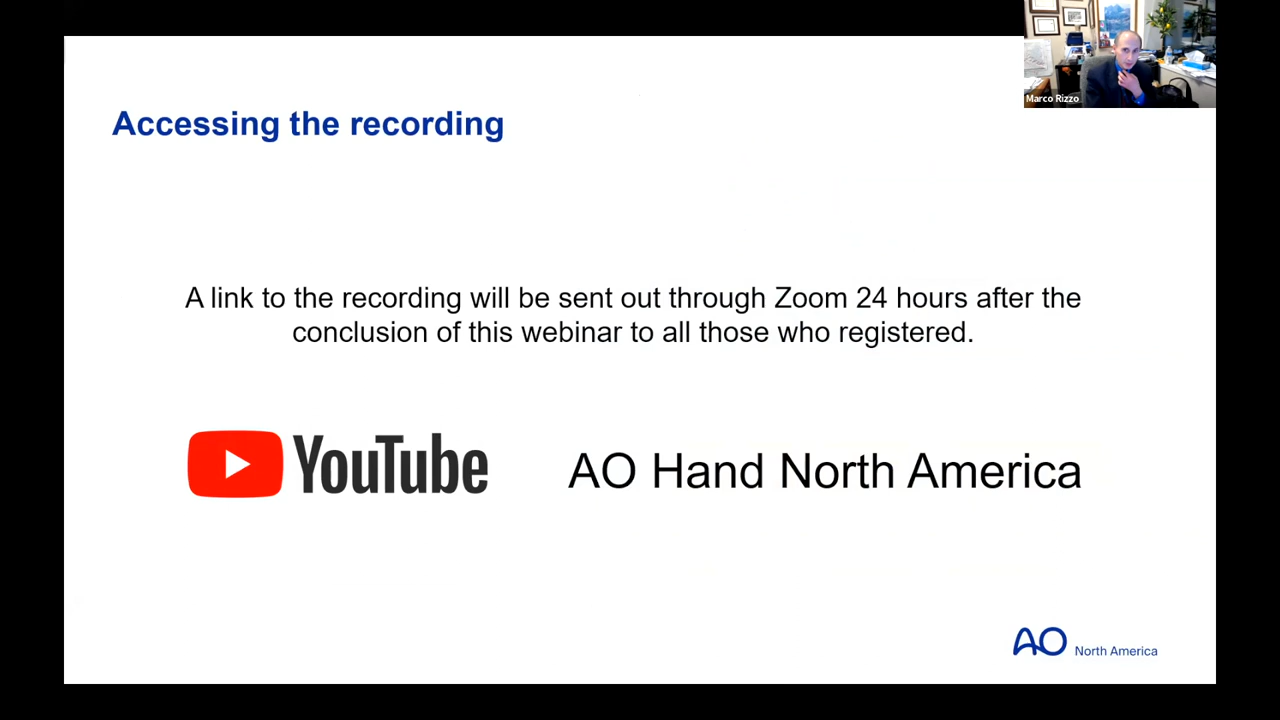 Marco Rizzo
Accessing the recording
A link to the recording will be sent out through Zoom 24 hours after the
conclusion of this webinar to all those who registered.
YouTube
AO Hand North America
AO North America